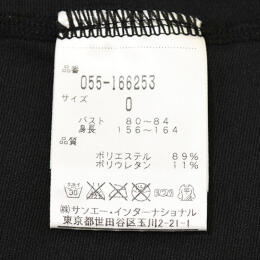 品番
055-166253
サイズ
0
バスト 80~84
身長 156~164
品質
ポリエステル 89%
ポリウレタン 11%
30
㈱サンエー・インターナショナル
東京都世田谷区玉川2-21-1